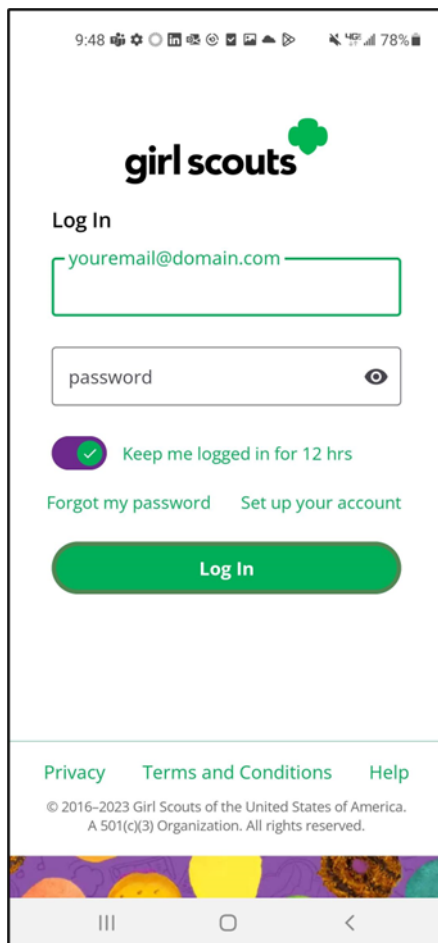 9:48 78%
girl scouts
Log In
youremail@domain.com
password
Keep me logged in for 12 hrs
Forgot my password Set up your account
Log In
Privacy Terms and Conditions Help
© 2016–2023 Girl Scouts of the United States of America.
A 501(c)(3) Organization. All rights reserved.